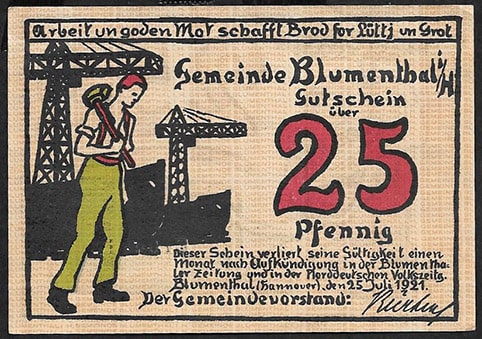 Arbeit un goden Mot schafft Brod for Lüttj un Grot
Gemeinde Blumenthal i/H
Gutschein
über
25
Pfennig
Dieser Schein verliert seine Gültigkeit einen
Monat nach Aufkündigung in der Blumentha-
ler Zeitung und in der Norddeutschen Volkszeitg.
Blumenthal (Hannover), den 25 Juli 1921.
Der Gemeindevorstand: